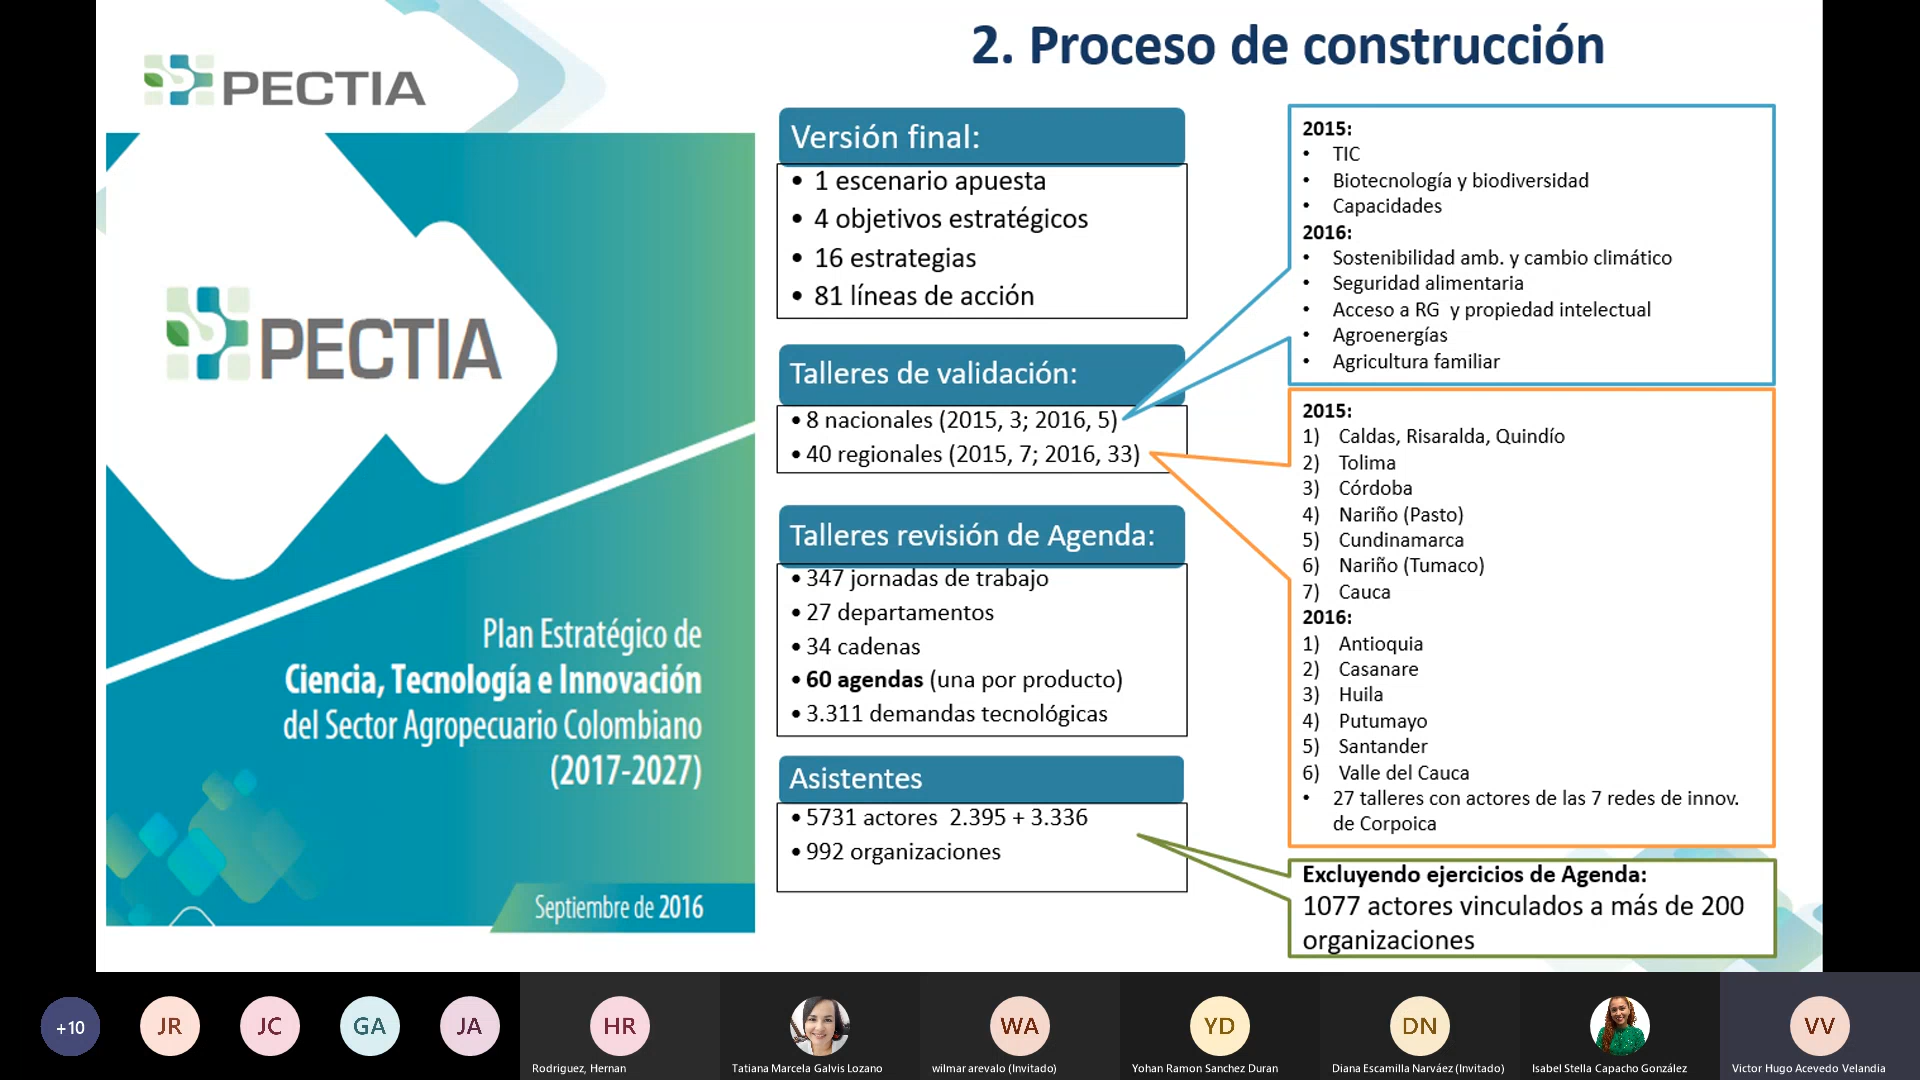 PECTIA
2. Proceso de construcción
PECTIA
Plan Estratégico de
Ciencia, Tecnología e Innovación
del Sector Agropecuario Colombiano
(2017-2027)
Septiembre de 2016
Versión final:
• 1 escenario apuesta
• 4 objetivos estratégicos
• 16 estrategias
• 81 líneas de acción
Talleres de validación:
• 8 nacionales (2015, 3; 2016, 5)
• 40 regionales (2015, 7; 2016, 33)
Talleres revisión de Agenda:
• 347 jornadas de trabajo
• 27 departamentos
• 34 cadenas
• 60 agendas (una por producto)
• 3.311 demandas tecnológicas
Asistentes
• 5731 actores 2.395 + 3.336
• 992 organizaciones
2015:
• TIC
• Biotecnología y biodiversidad
• Capacidades
2016:
• Sostenibilidad amb. y cambio climático
• Seguridad alimentaria
• Acceso a RG y propiedad intelectual
• Agroenergías
• Agricultura familiar
2015:
1) Caldas, Risaralda, Quindío
2) Tolima
3) Córdoba
4) Nariño (Pasto)
5) Cundinamarca
6) Nariño (Tumaco)
7) Cauca
2016:
1) Antioquia
2) Casanare
3) Huila
4) Putumayo
5) Santander
6) Valle del Cauca
• 27 talleres con actores de las 7 redes de innov.
de Corpoica
Excluyendo ejercicios de Agenda:
1077 actores vinculados a más de 200
organizaciones
+10
JR
JC
GA
JA
HR
WA
YD
DN
VV
Rodriguez, Hernan
Tatiana Marcela Galvis Lozano
wilmar arevalo (Invitado)
Yohan Ramon Sanchez Duran
Diana Escamilla Narváez (Invitado)
Isabel Stella Capacho González
Victor Hugo Acevedo Velandia